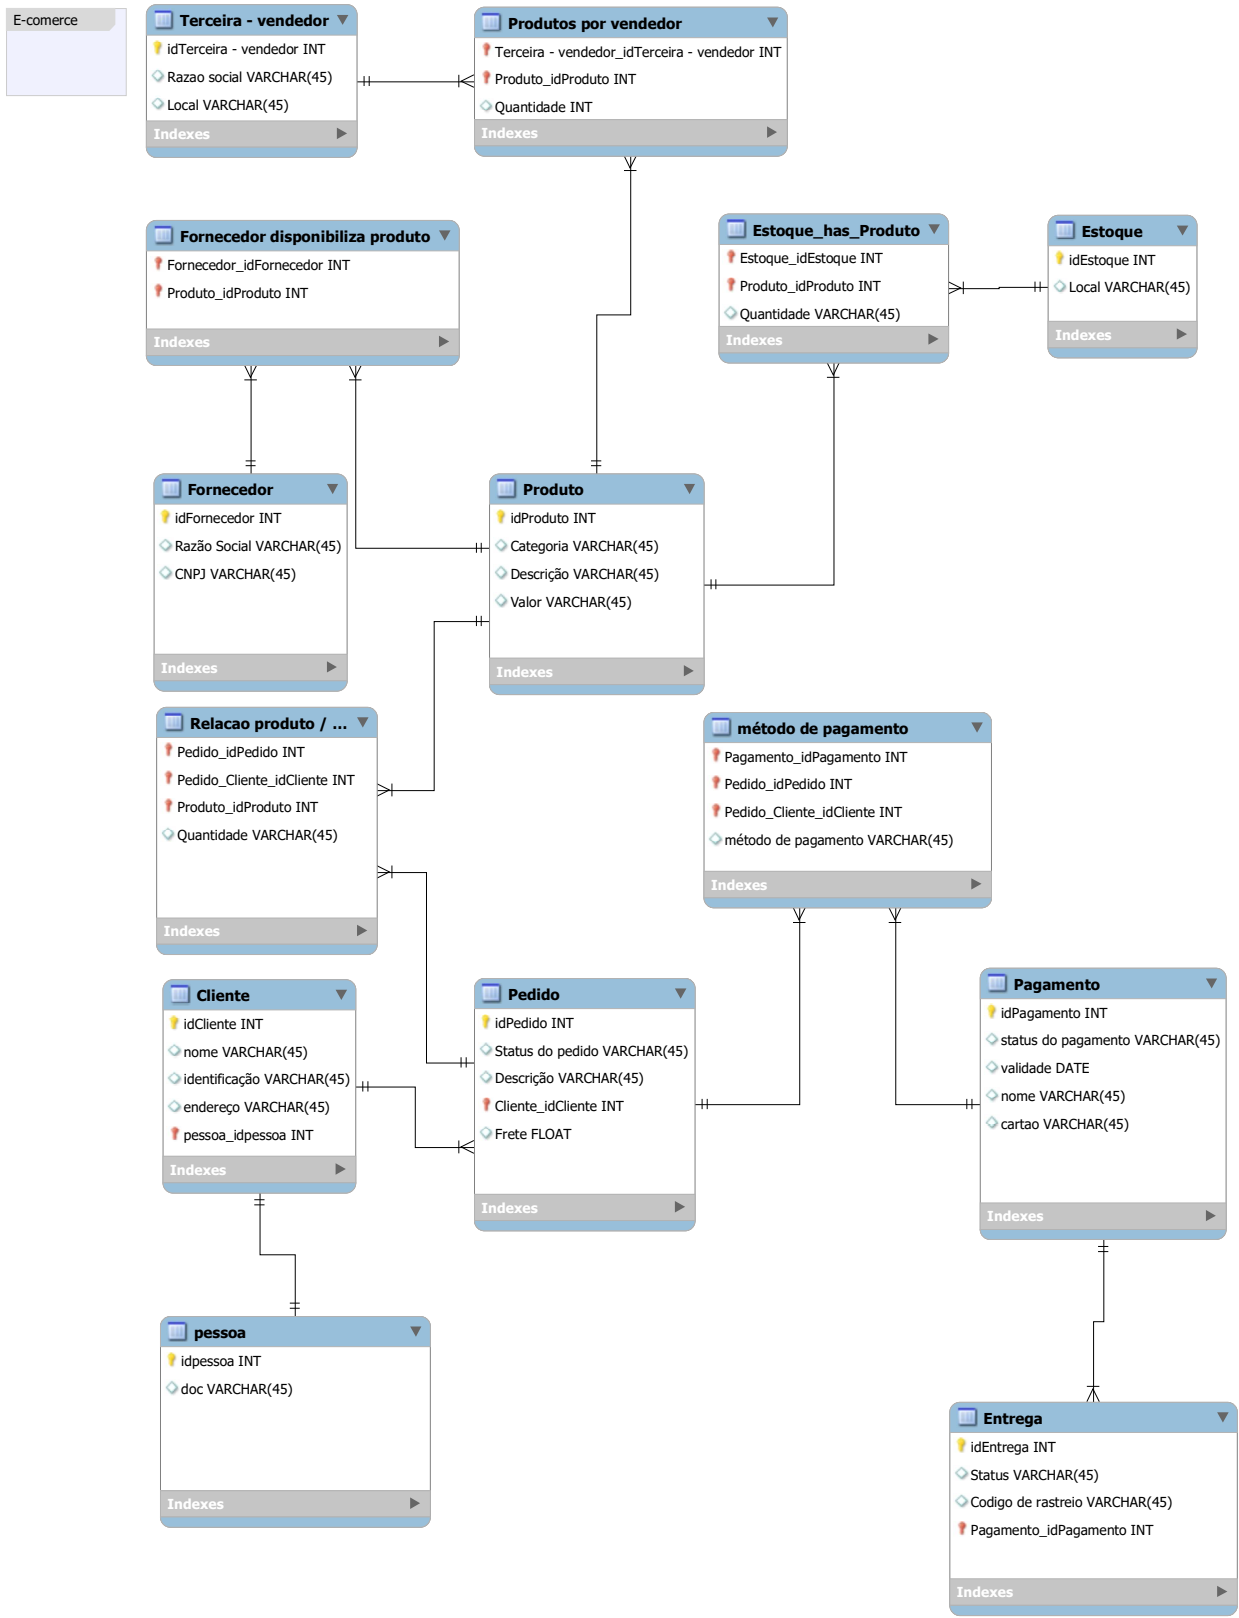 E-comerce
Terceira - vendedor
idTerceira - vendedor INT
Razao social VARCHAR(45)
Local VARCHAR(45)
Indexes
Produtos por vendedor
Terceira - vendedor_idTerceira - vendedor INT
Produto_idProduto INT
Quantidade INT
Indexes
Fornecedor disponibiliza produto
Fornecedor_idFornecedor INT
Produto_idProduto INT
Indexes
Estoque_has_Produto
Estoque_idEstoque INT
Produto_idProduto INT
Quantidade VARCHAR(45)
Indexes
Estoque
idEstoque INT
Local VARCHAR(45)
Indexes
Fornecedor
idFornecedor INT
Razão Social VARCHAR(45)
CNPJ VARCHAR(45)
Indexes
Produto
idProduto INT
Categoria VARCHAR(45)
Descrição VARCHAR(45)
Valor VARCHAR(45)
Indexes
Relacao produto / ...
Pedido_idPedido INT
Pedido_Cliente_idCliente INT
Produto_idProduto INT
Quantidade VARCHAR(45)
Indexes
método de pagamento
Pagamento_idPagamento INT
Pedido_idPedido INT
Pedido_Cliente_idCliente INT
método de pagamento VARCHAR(45)
Indexes
Cliente
idCliente INT
nome VARCHAR(45)
identificação VARCHAR(45)
endereço VARCHAR(45)
pessoa_idpessoa INT
Indexes
Pedido
idPedido INT
Status do pedido VARCHAR(45)
Descrição VARCHAR(45)
Cliente_idCliente INT
Frete FLOAT
Indexes
Pagamento
idPagamento INT
status do pagamento VARCHAR(45)
validade DATE
nome VARCHAR(45)
cartao VARCHAR(45)
Indexes
pessoa
idpessoa INT
doc VARCHAR(45)
Indexes
Entrega
idEntrega INT
Status VARCHAR(45)
Codigo de rastreio VARCHAR(45)
Pagamento_idPagamento INT
Indexes